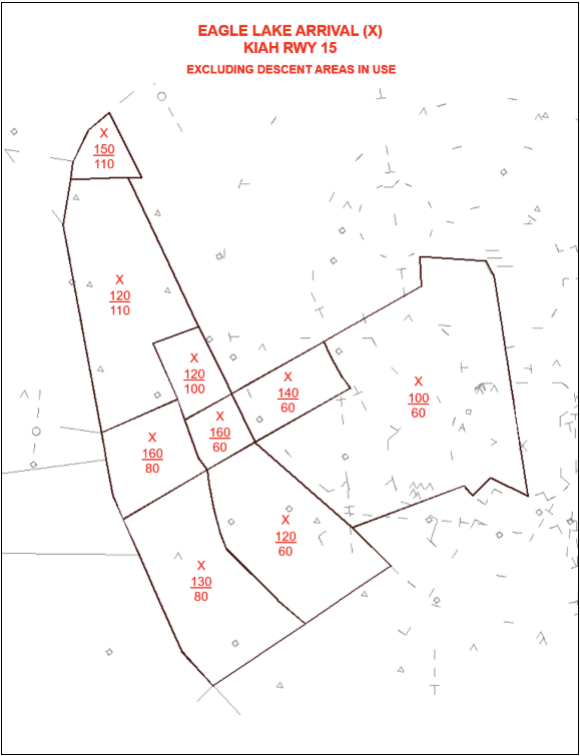 EAGLE LAKE ARRIVAL (X)
KIAH RWY 15
EXCLUDING DESCENT AREAS IN USE
X
150
110
X
120
110
X
120
100
X
140
60
X
100
60
X
160
60
X
160
80
X
120
60
X
130
80